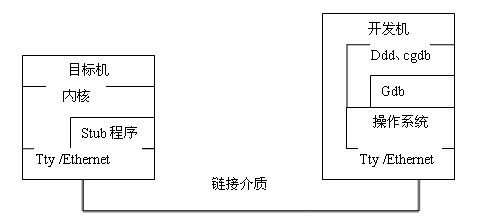 目标机
内核
Stub 程序
Tty /Ethernet
链接介质
开发机
Ddd、cgdb
Gdb
操作系统
Tty /Ethernet